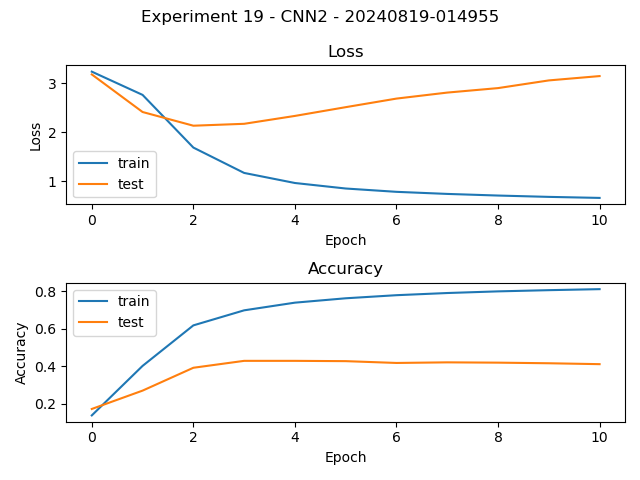 Experiment 19 - CNN2 - 20240819-014955
Loss
3
2
1
Loss
train
test
0 2 4 6 8 10
Epoch
Accuracy
0.8
0.6
0.4
0.2
Accuracy
train
test
0 2 4 6 8 10
Epoch